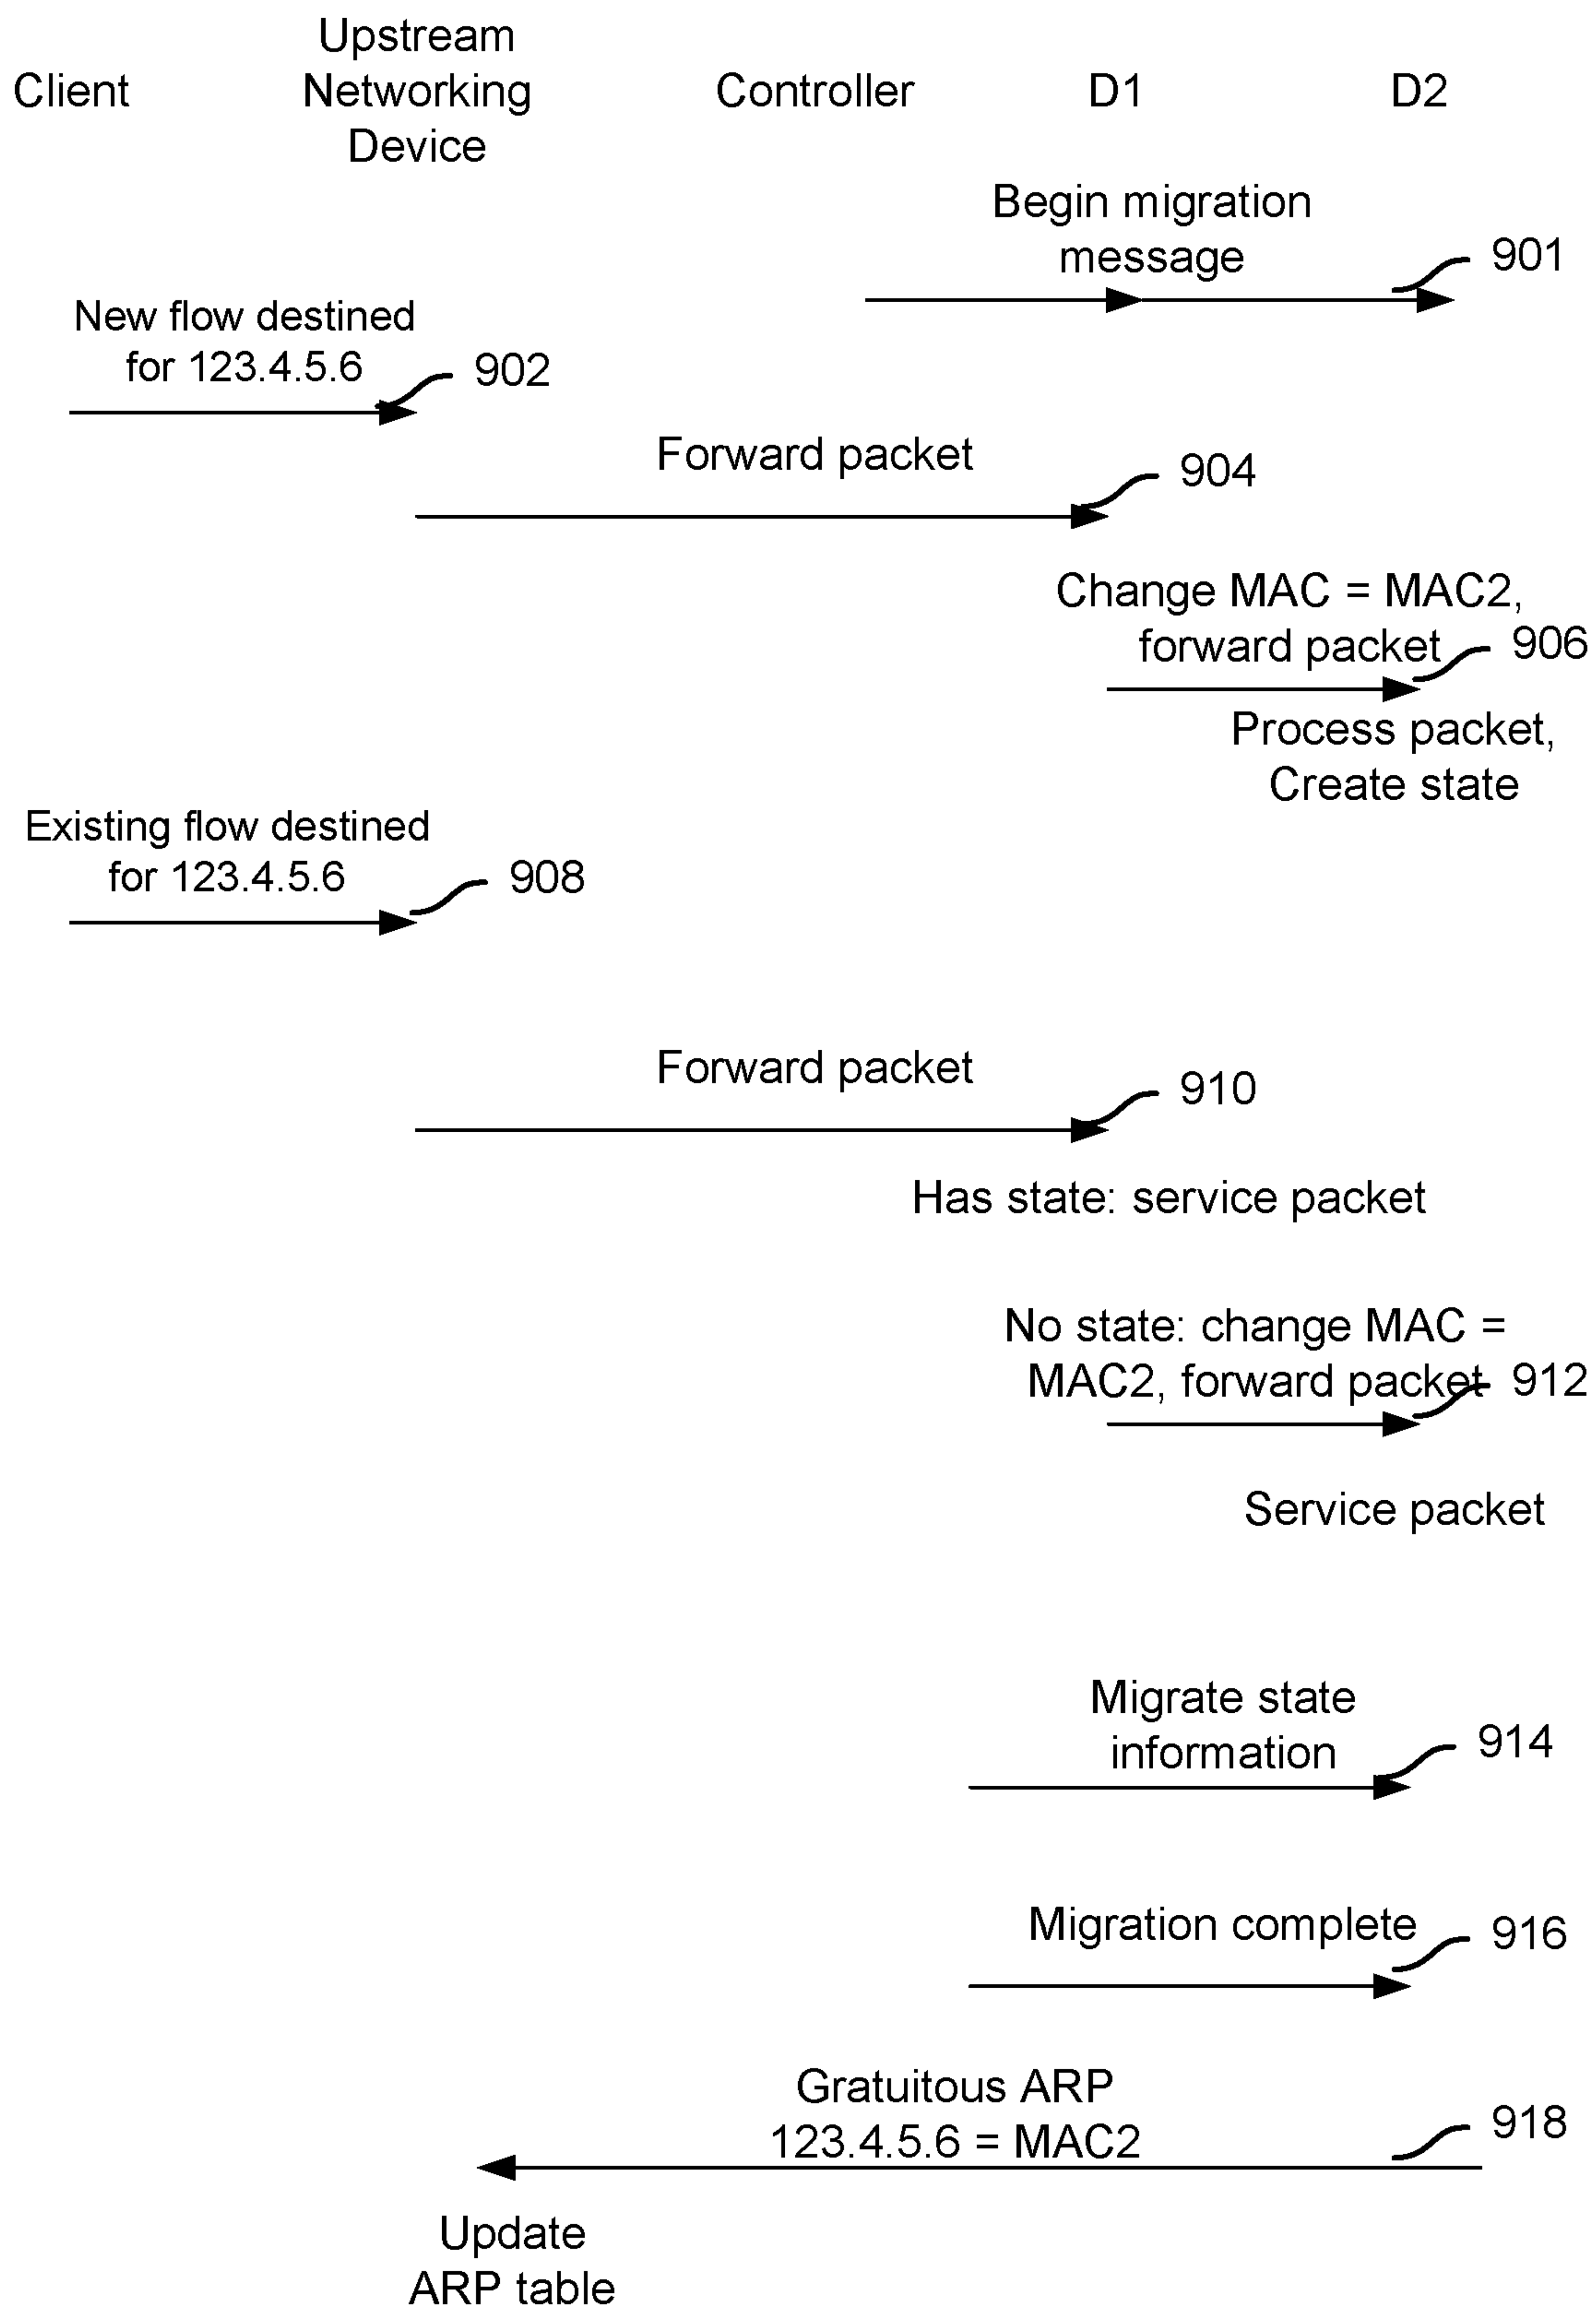 Client
Upstream
Networking
Device
Controller
D1
D2
Begin migration
message
901
New flow destined
for 123.4.5.6
902
Forward packet
904
Change MAC = MAC2,
forward packet
906
Process packet,
Create state
Existing flow destined
for 123.4.5.6
908
Forward packet
910
Has state: service packet
No state: change MAC =
MAC2, forward packet
912
Service packet
Migrate state
information
914
Migration complete
916
Gratuitous ARP
123.4.5.6 = MAC2
918
Update
ARP table